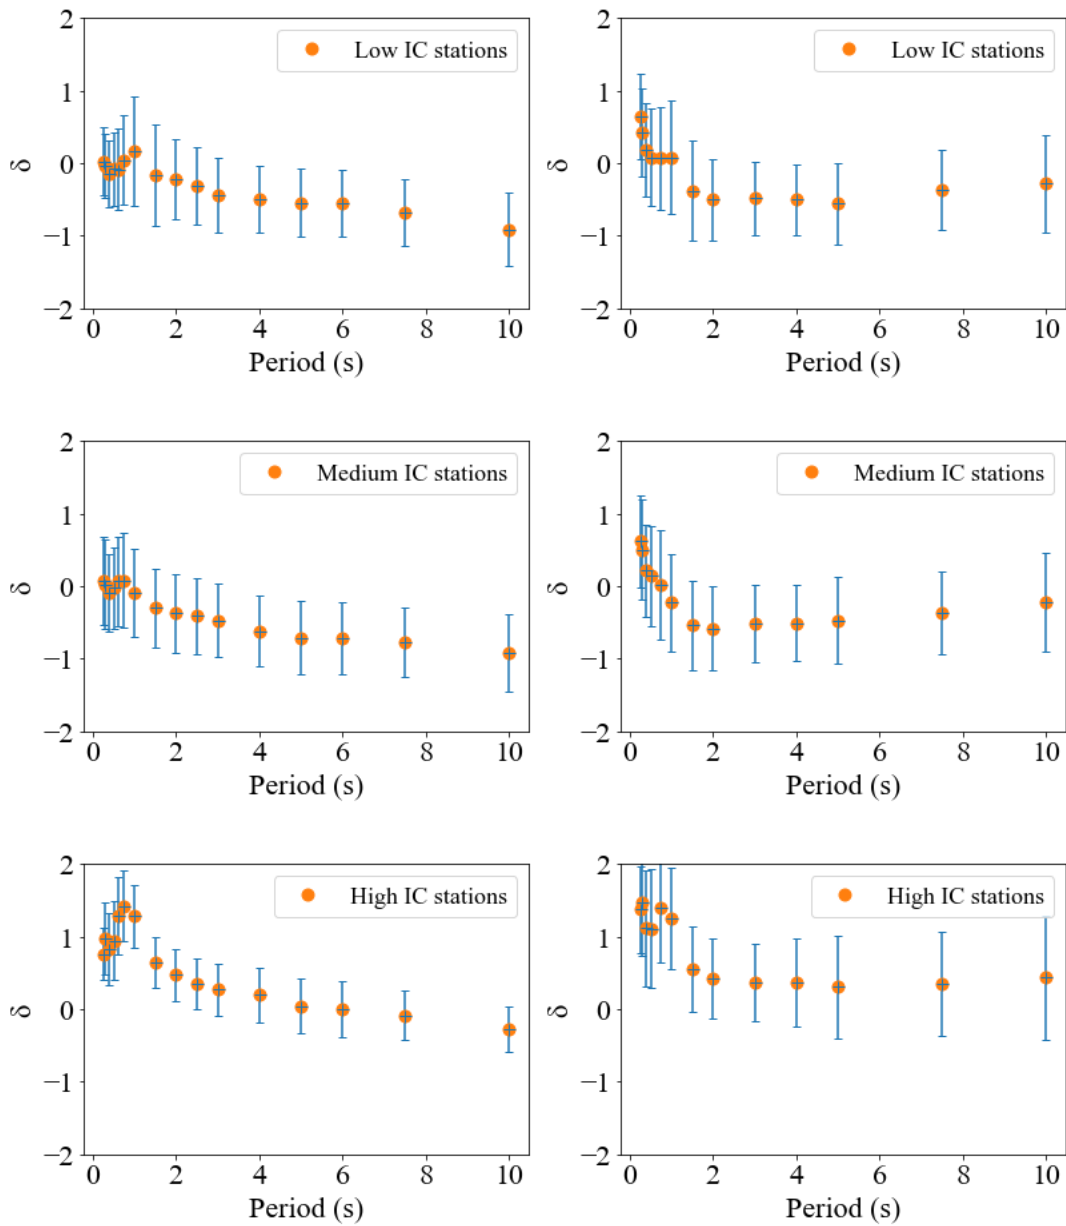 2
Low IC stations
1
0
δ
−1
−2
0 2 4 6 8 10
Period (s)
2
Low IC stations
1
0
δ
−1
−2
0 2 4 6 8 10
Period (s)
2
Medium IC stations
1
0
δ
−1
−2
0 2 4 6 8 10
Period (s)
2
Medium IC stations
1
0
δ
−1
−2
0 2 4 6 8 10
Period (s)
2
High IC stations
1
0
δ
−1
−2
0 2 4 6 8 10
Period (s)
2
High IC stations
1
0
δ
−1
−2
0 2 4 6 8 10
Period (s)